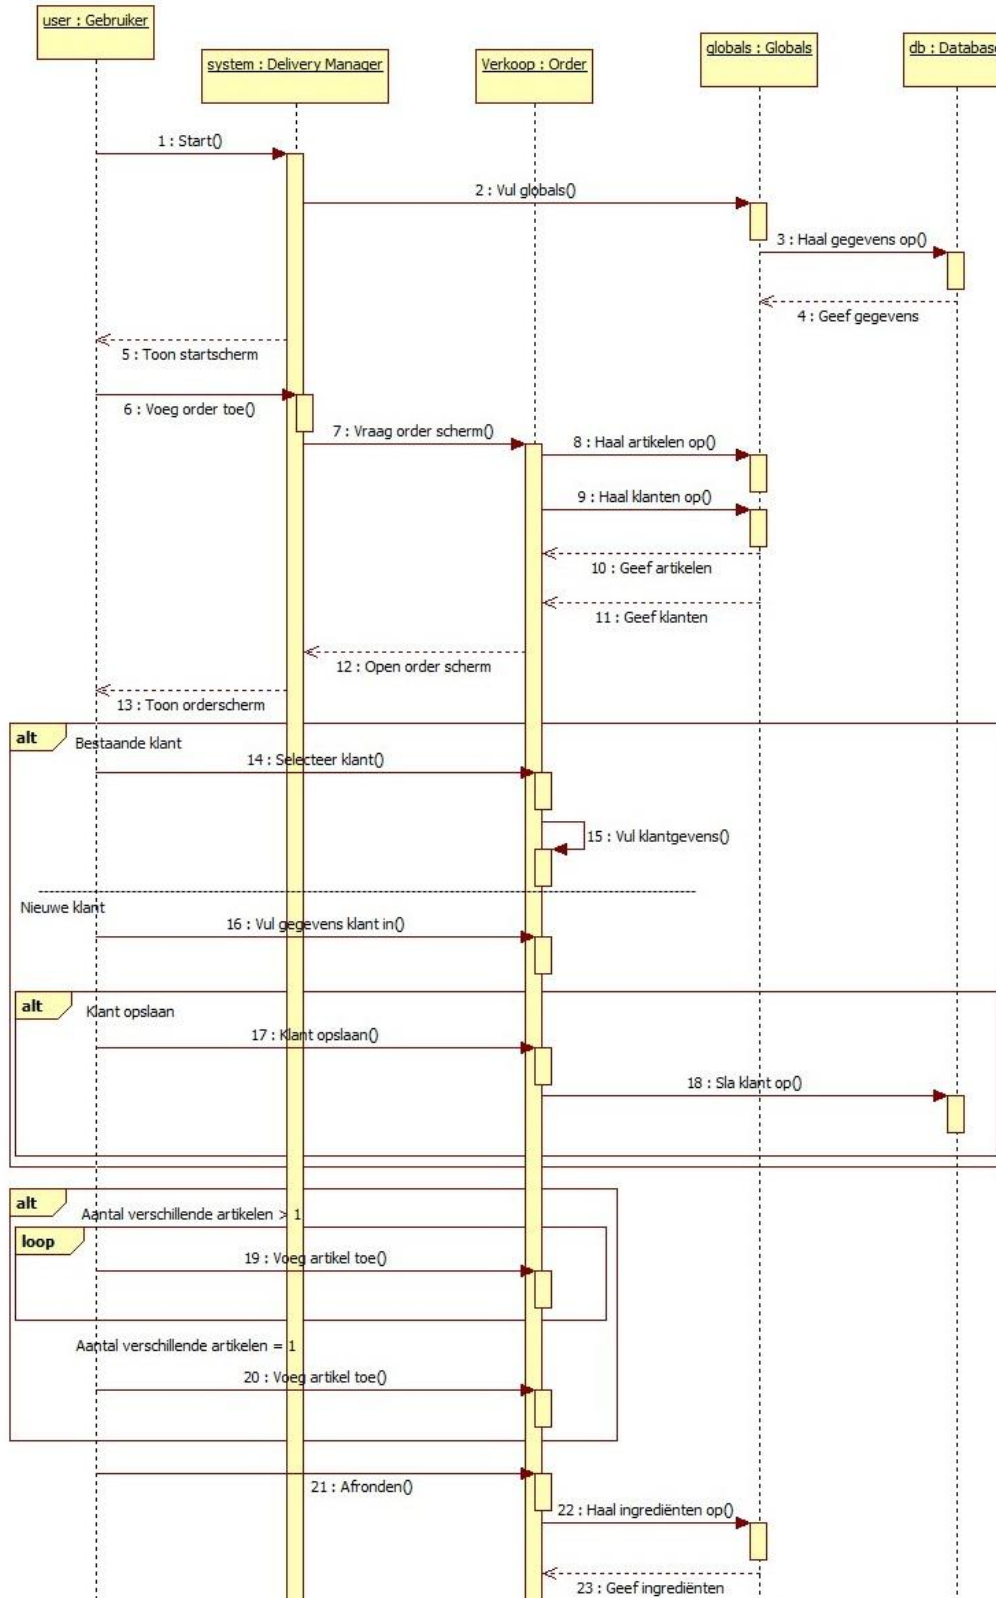 user : Gebruiker
system : Delivery Manager
Verkoop : Order
globals : Globals
db : Database
1 : Start()
2 : Vul globals()
3 : Haal gegevens op()
4 : Geef gegevens
5 : Toon startscherm
6 : Voeg order toe()
7 : Vraag order scherm()
8 : Haal artikelen op()
9 : Haal klanten op()
10 : Geef artikelen
11 : Geef klanten
12 : Open order scherm
13 : Toon orderscherm
alt
Bestaande klant
14 : Selecteer klant()
15 : Vul klantgevens()
Nieuwe klant
16 : Vul gegevens klant in()
alt
Klant opslaan
17 : Klant opslaan()
18 : Sla klant op()
alt
Aantal verschillende artikelen > 1
loop
19 : Voeg artikel toe()
Aantal verschillende artikelen = 1
20 : Voeg artikel toe()
21 : Afronden()
22 : Haal ingrediënten op()
23 : Geef ingrediënten